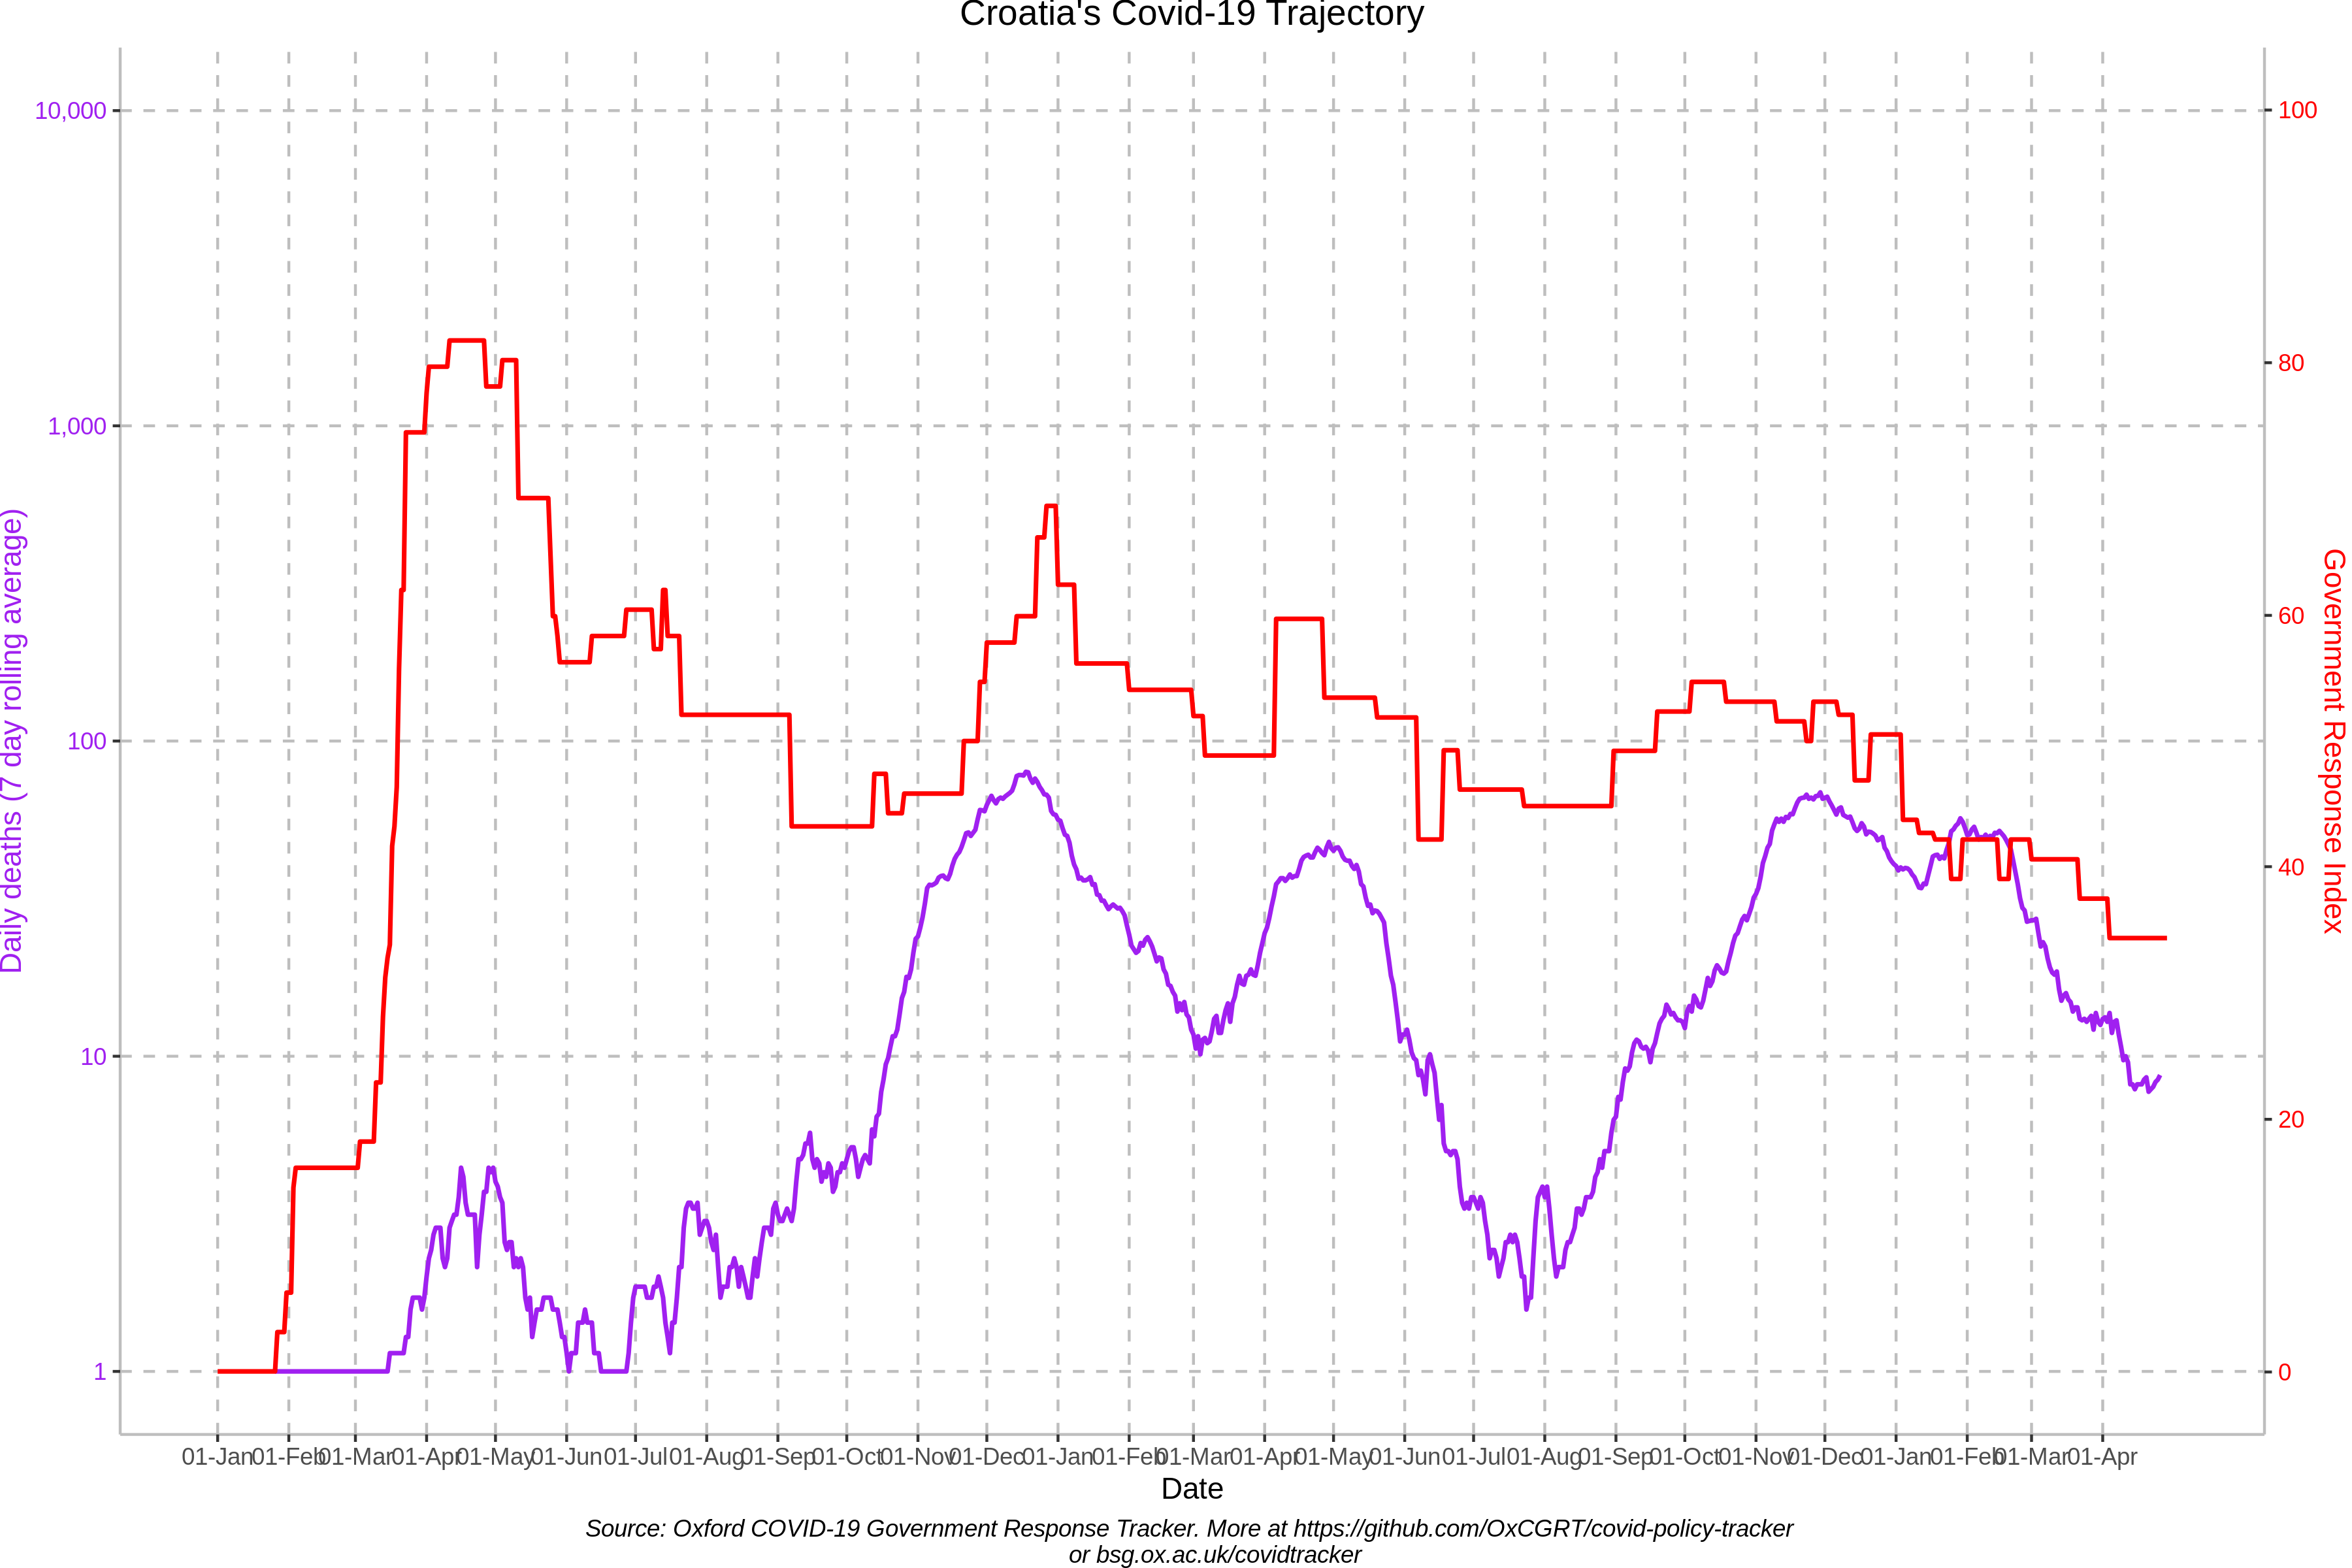 Croatia's Covid-19 Trajectory
10,000
1,000
100
10
1
Daily deaths (7 day rolling average)
100
80
60
40
20
0
Government Response Index
01-Jan 01-Feb 01-Mar 01-Apr 01-May 01-Jun 01-Jul 01-Aug 01-Sep 01-Oct 01-Nov 01-Dec 01-Jan 01-Feb 01-Mar 01-Apr 01-May 01-Jun 01-Jul 01-Aug 01-Sep 01-Oct 01-Nov 01-Dec 01-Jan 01-Feb 01-Mar 01-Apr
Date
Source: Oxford COVID-19 Government Response Tracker. More at https://github.com/OxCGRT/covid-policy-tracker
or bsg.ox.ac.uk/covidtracker